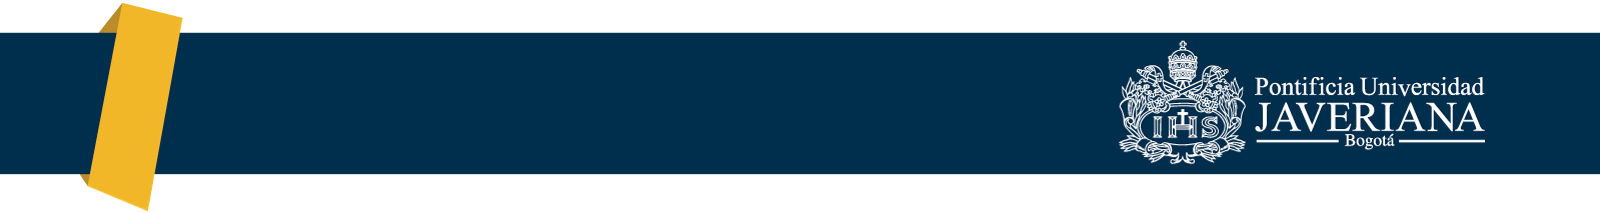 IHS
Pontificia Universidad
JAVERIANA
Bogotá